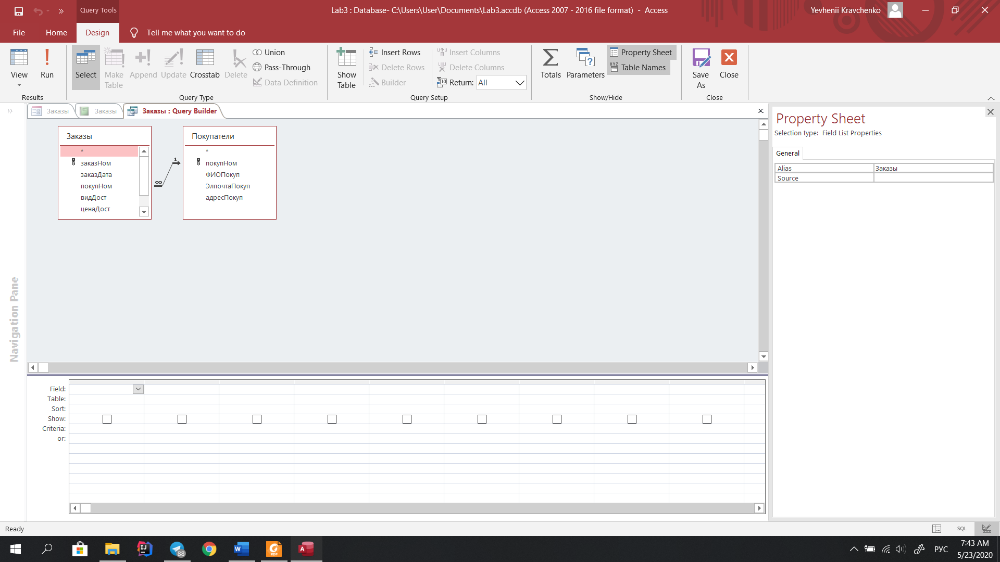 Query Tools
Lab3 : Database- C:\Users\User\Documents\Lab3.accdb (Access 2007 - 2016 file format)  -  Access
Yevhenii Kravchenko
File
Home
Design
Tell me what you want to do
View
Run
Results
Select
Make Table
Append
Update
Crosstab
Delete
Union
Pass-Through
Data Definition
Query Type
Show Table
Insert Rows
Delete Rows
Builder
Insert Columns
Delete Columns
Return: All
Query Setup
Totals
Parameters
Property Sheet
Table Names
Show/Hide
Save As
Close
Close
Заказы
Заказы
Заказы : Query Builder
Navigation Pane
Заказы
*
заказНом
заказДата
покупНом
видДост
ценаДост
∞
1
Покупатели
*
покупНом
ФИОПокуп
ЭлпочтаПокуп
адресПокуп
Field:
Table:
Sort:
Show:
Criteria:
or:
Property Sheet
Selection type:  Field List Properties
General
Alias
Заказы
Source
Ready
SQL
88
РУС
7:43 AM
5/23/2020